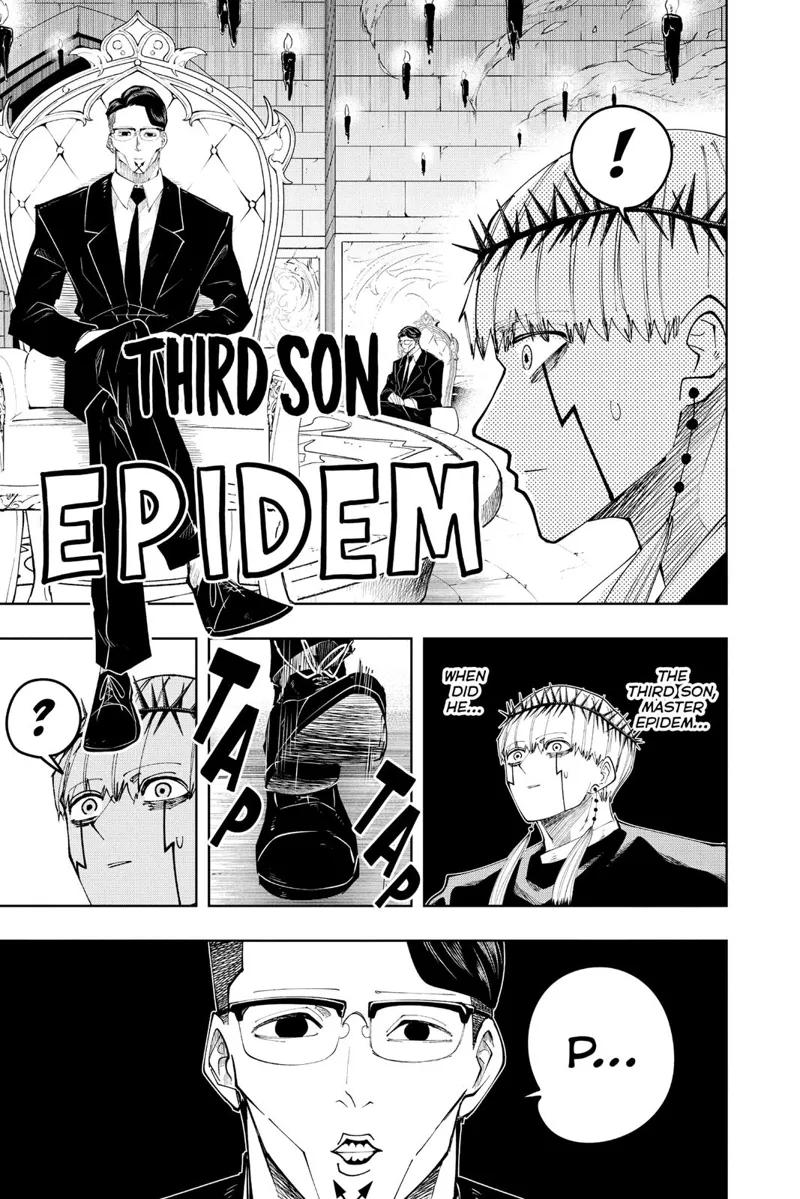 !
THIRD SON
EPIDEM
THE
THIRD SON,
MASTER
EPIDEM...
WHEN
DID
HE...
TAP
TAP
?
P...